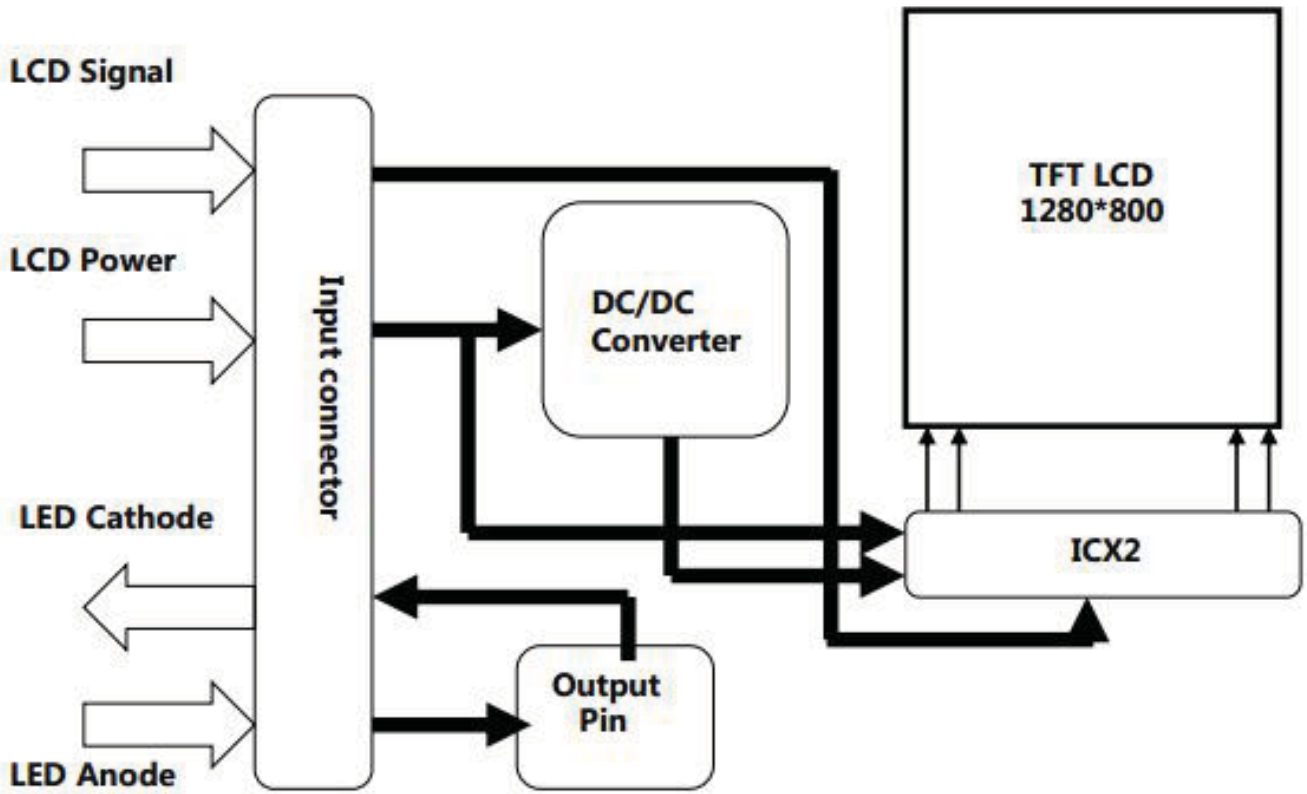 LCD Signal
LCD Power
LED Cathode
LED Anode
Input connector
DC/DC
Converter
Output
Pin
TFT LCD
1280*800
ICX2